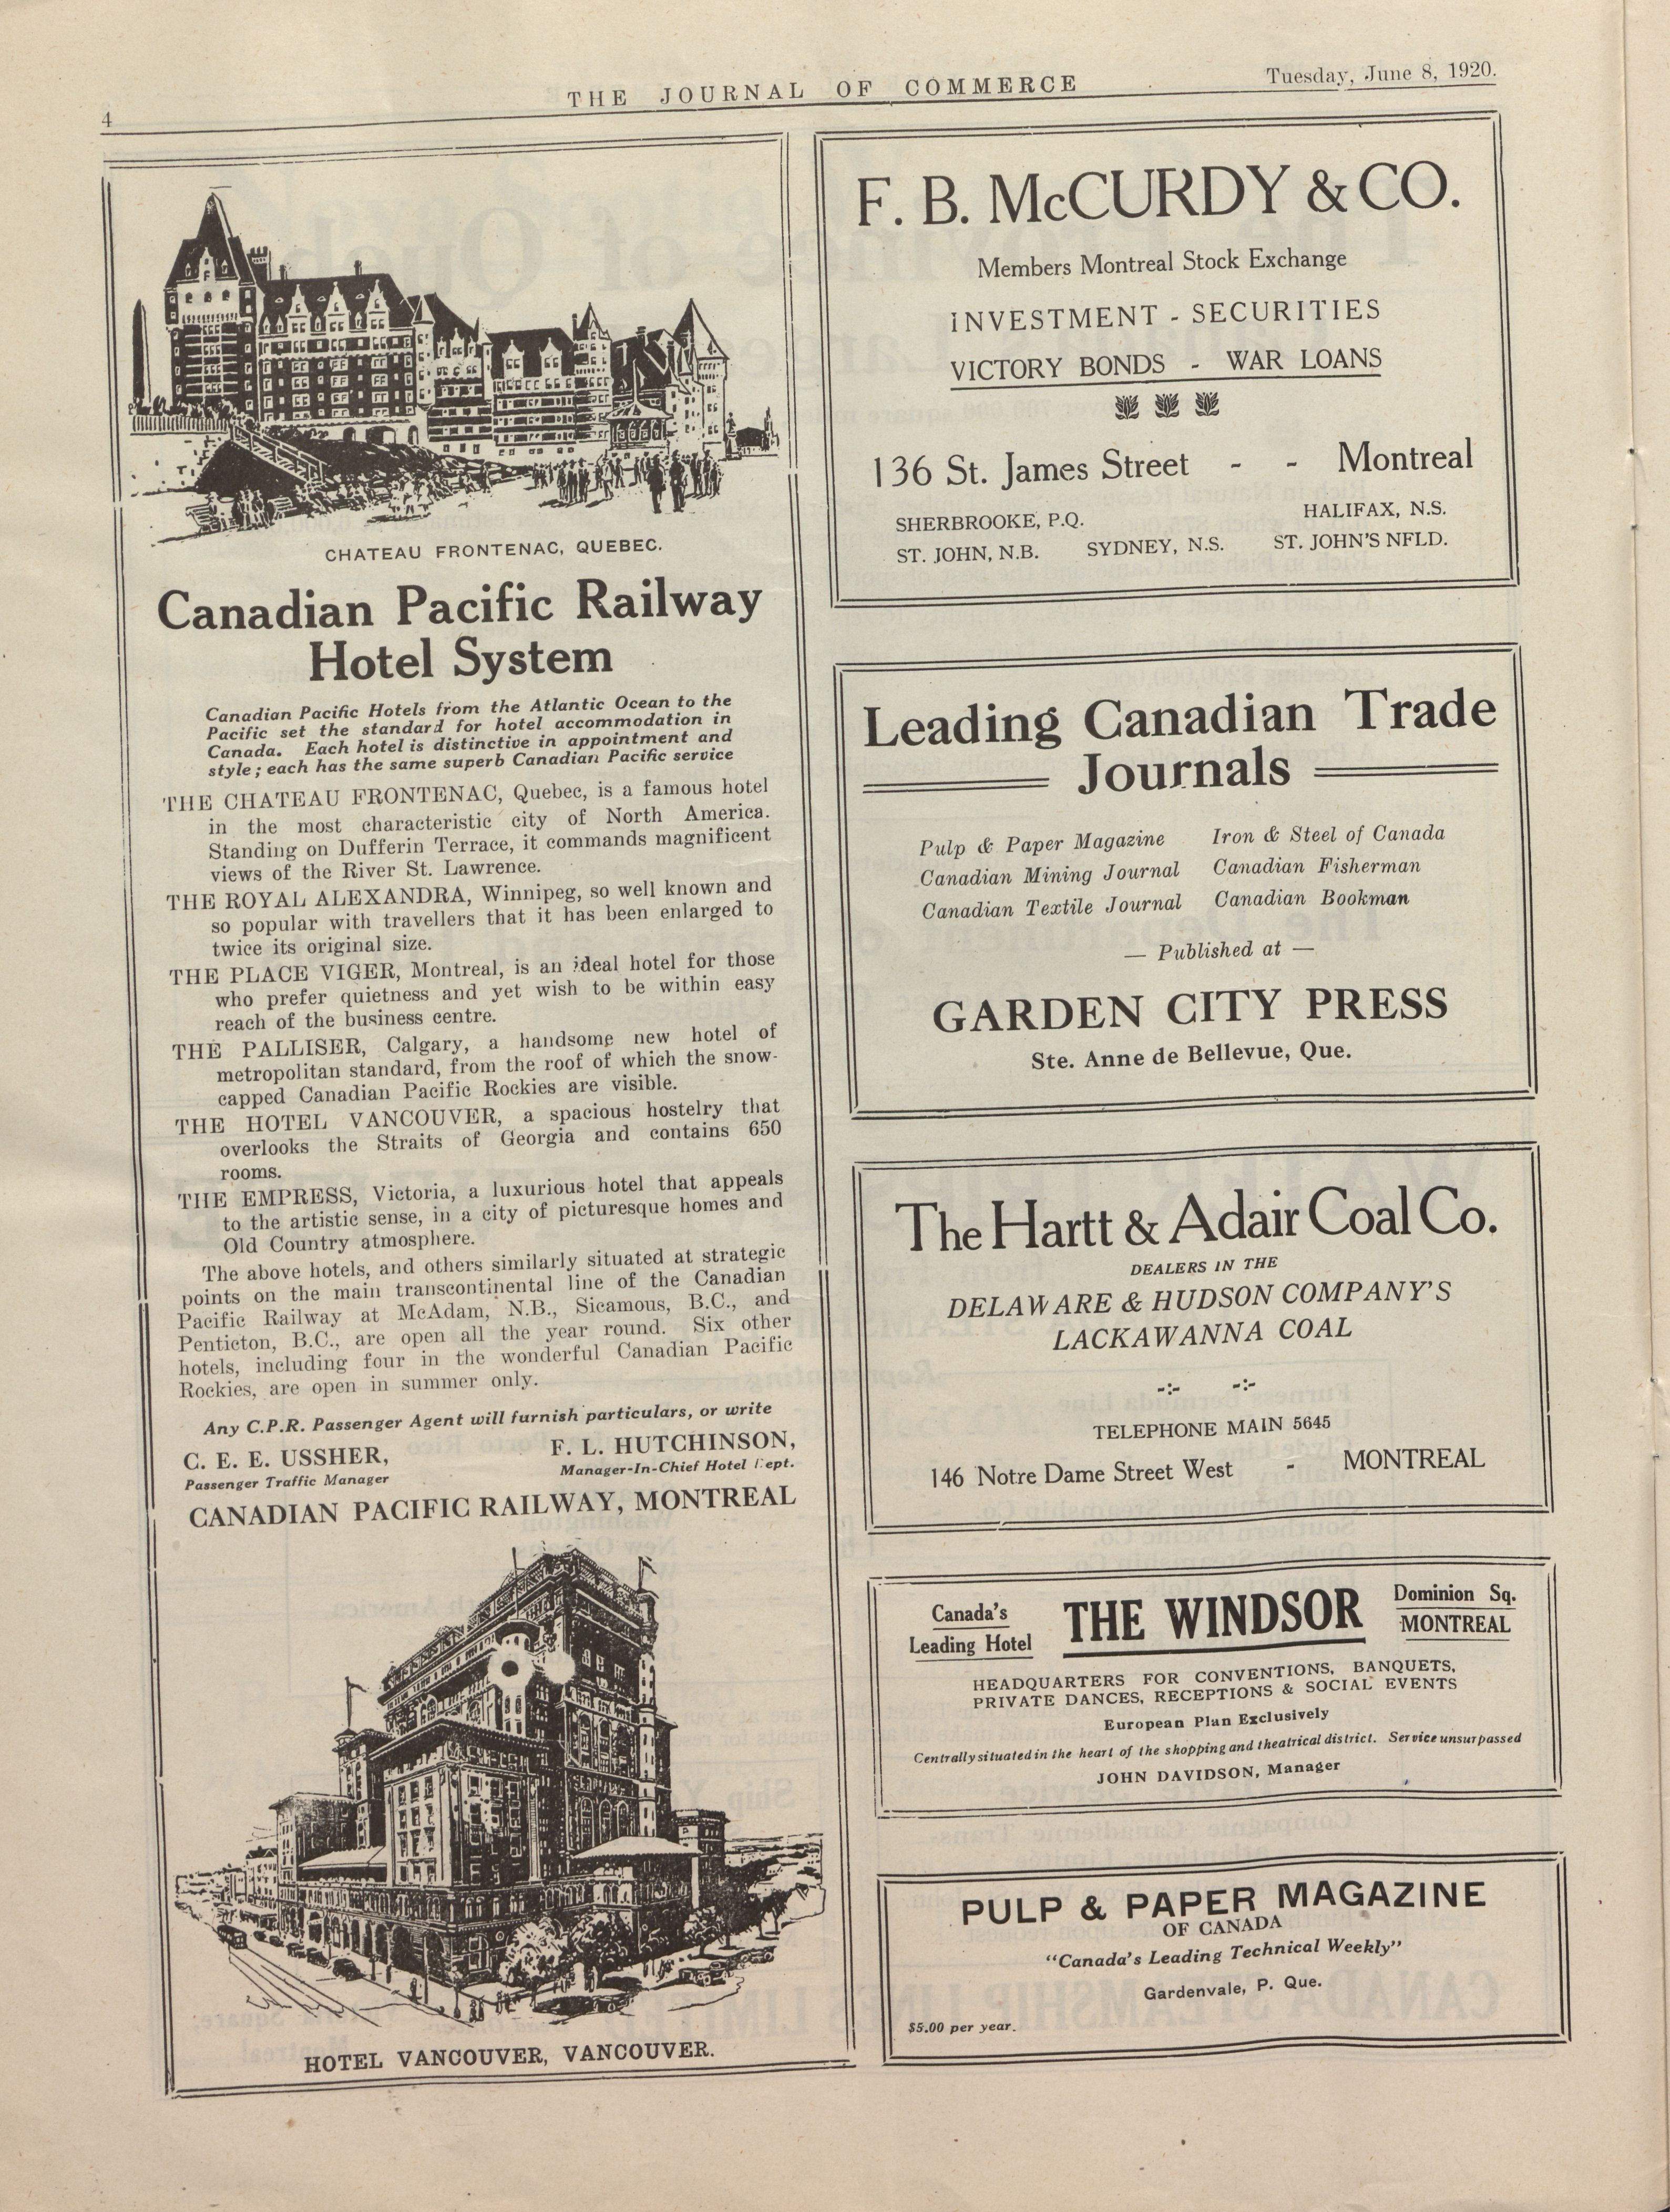 4
THE JOURNAL OF COMMERCE
Tuesday, June 8, 1920.
CHATEAU FRONTENAC, QUEBEC.
Canadian Pacific Railway
Hotel System
Canadian Pacific Hotels from the Atlantic Ocean to the
Pacific set the standard for hotel accommodation in
Canada. Each hotel is distinctive in appointment and
style; each has the same superb Canadian Pacific service
THE CHATEAU FRONTENAC, Quebec, is a famous hotel
in the most characteristic city of North America.
Standing on Dufferin Terrace, it commands magnificent
views of the River St. Lawrence.
THE ROYAL ALEXANDRA, Winnipeg, so well known and
so popular with travellers that it has been enlarged to
twice its original size.
THE PLACE VIGER, Montreal, is an ideal hotel for those
who prefer quietness and yet wish to be within easy
reach of the business centre.
THE PALLISER, Calgary, a handsome new hotel of
metropolitan standard, from the roof of which the snow-
capped Canadian Pacific Rockies are visible.
THE HOTEL VANCOUVER, a spacious hostelry that
overlooks the Straits of Georgia and contains 650
rooms.
THE EMPRESS, Victoria, a luxurious hotel that appeals
to the artistic sense, in a city of picturesque homes and
Old Country atmosphere.
The above hotels, and others similarly situated at strategic
points on the main transcontinental line of the Canadian
Pacific Railway at McAdam, N.B., Sicamous, B.C., and
Penticton, B.C., are open all the year round. Six other
hotels, including four in the wonderful Canadian Pacific
Rockies, are open in summer only.
Any C.P.R. Passenger Agent will furnish particulars, or write
C. E. E. USSHER,
Passenger Traffic Manager
F. L. HUTCHINSON,
Manager-In-Chief Hotel Dept.
CANADIAN PACIFIC RAILWAY, MONTREAL
HOTEL VANCOUVER, VANCOUVER.
F. B. McCURDY & CO.
Members Montreal Stock Exchange
INVESTMENT - SECURITIES
VICTORY BONDS - WAR LOANS
136 St. James Street - - Montreal
SHERBROOKE, P.Q. HALIFAX, N.S.
ST. JOHN, N.B. SYDNEY, N.S. ST. JOHN'S NFLD.
Leading Canadian Trade
Journals
Pulp & Paper Magazine Iron & Steel of Canada
Canadian Mining Journal Canadian Fisherman
Canadian Textile Journal Canadian Bookman
— Published at —
GARDEN CITY PRESS
Ste. Anne de Bellevue, Que.
The Hartt & Adair Coal Co.
DEALERS IN THE
DELAWARE & HUDSON COMPANY'S
LACKAWANNA COAL
-:- -:-
TELEPHONE MAIN 5645
146 Notre Dame Street West - MONTREAL
Canada's
Leading Hotel
THE WINDSOR
Dominion Sq.
MONTREAL
HEADQUARTERS FOR CONVENTIONS, BANQUETS,
PRIVATE DANCES, RECEPTIONS & SOCIAL EVENTS
European Plan Exclusively
Centrally situated in the heart of the shopping and theatrical district. Service unsurpassed
JOHN DAVIDSON, Manager
PULP & PAPER MAGAZINE
OF CANADA
"Canada's Leading Technical Weekly"
Gardenvale, P. Que.
$5.00 per year.